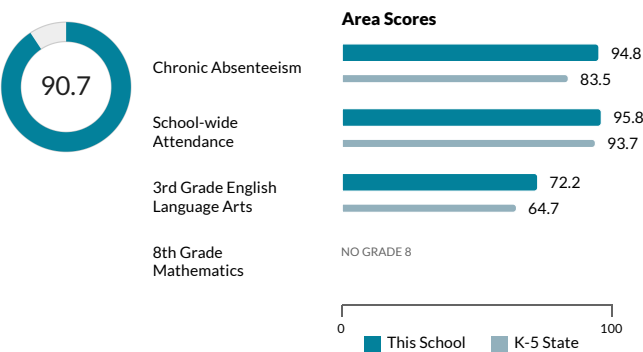 Area Scores
90.7
Chronic Absenteeism
94.8
83.5
School-wide
Attendance
95.8
93.7
3rd Grade English
Language Arts
72.2
64.7
8th Grade
Mathematics
NO GRADE 8
0
100
This School
K-5 State